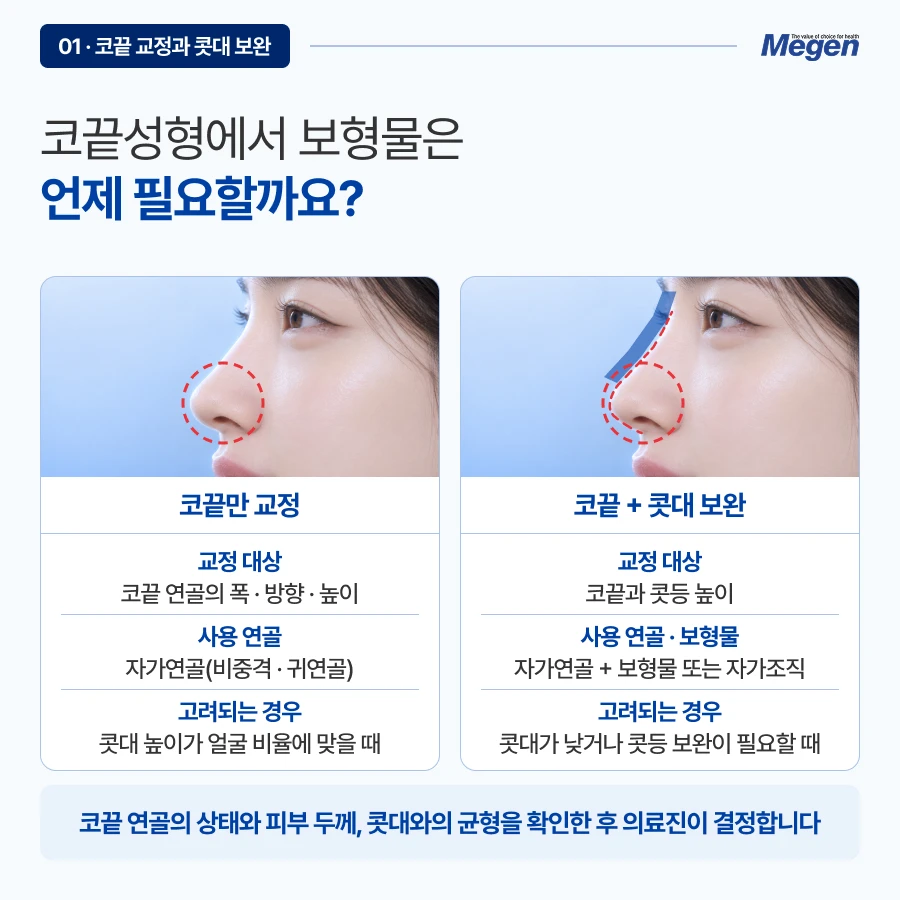 01 · 코끝 교정과 콧대 보완
The value of choice for health
Megen
코끝성형에서 보형물은
언제 필요할까요?
코끝만 교정
교정 대상
코끝 연골의 폭 · 방향 · 높이
사용 연골
자가연골(비중격 · 귀연골)
고려되는 경우
콧대 높이가 얼굴 비율에 맞을 때
코끝 + 콧대 보완
교정 대상
코끝과 콧등 높이
사용 연골 · 보형물
자가연골 + 보형물 또는 자가조직
고려되는 경우
콧대가 낮거나 콧등 보완이 필요할 때
코끝 연골의 상태와 피부 두께, 콧대와의 균형을 확인한 후 의료진이 결정합니다